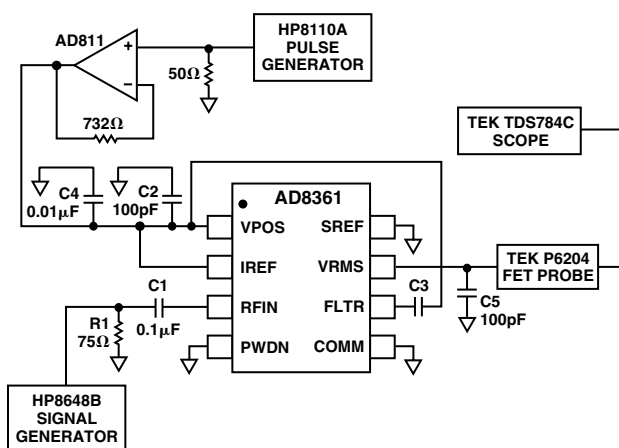 AD811
+
−
HP8110A
PULSE
GENERATOR
50Ω
732Ω
TEK TDS784C
SCOPE
C4
0.01μF
C2
100pF
AD8361
VPOS
SREF
IREF
VRMS
RFIN
FLTR
PWDN
COMM
TEK P6204
FET PROBE
C3
C5
100pF
C1
0.1μF
R1
75Ω
HP8648B
SIGNAL
GENERATOR